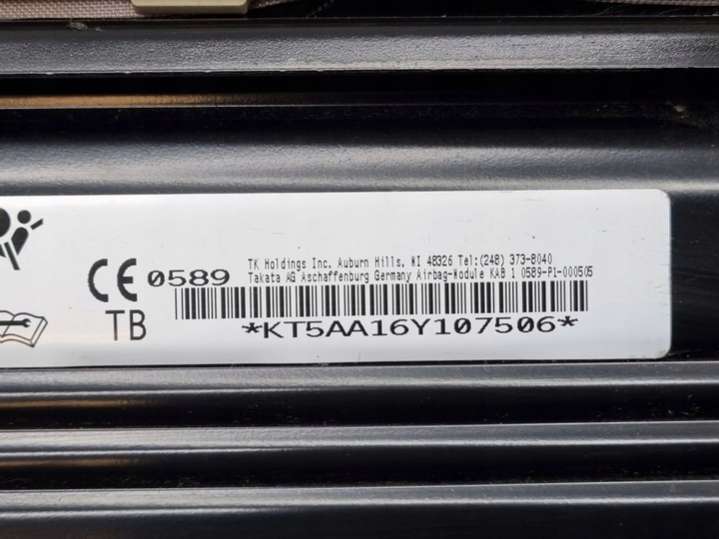 TK Holdings Inc. Auburn Hills, MI 48326 Tel:(248) 373-8040
CE 0589 Takata AG Aschaffenburg Germany Airbag-Module KAB 1 0589-P1-000505
TB *KT5AA16Y107506*